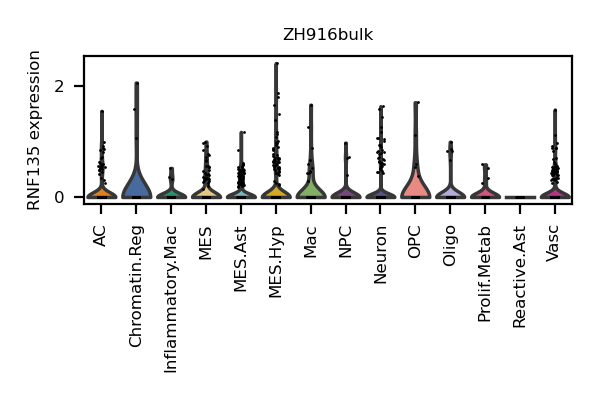 ZH916bulk
RNF135 expression
2
0
AC
Chromatin.Reg
Inflammatory.Mac
MES
MES.Ast
MES.Hyp
Mac
NPC
Neuron
OPC
Oligo
Prolif.Metab
Reactive.Ast
Vasc